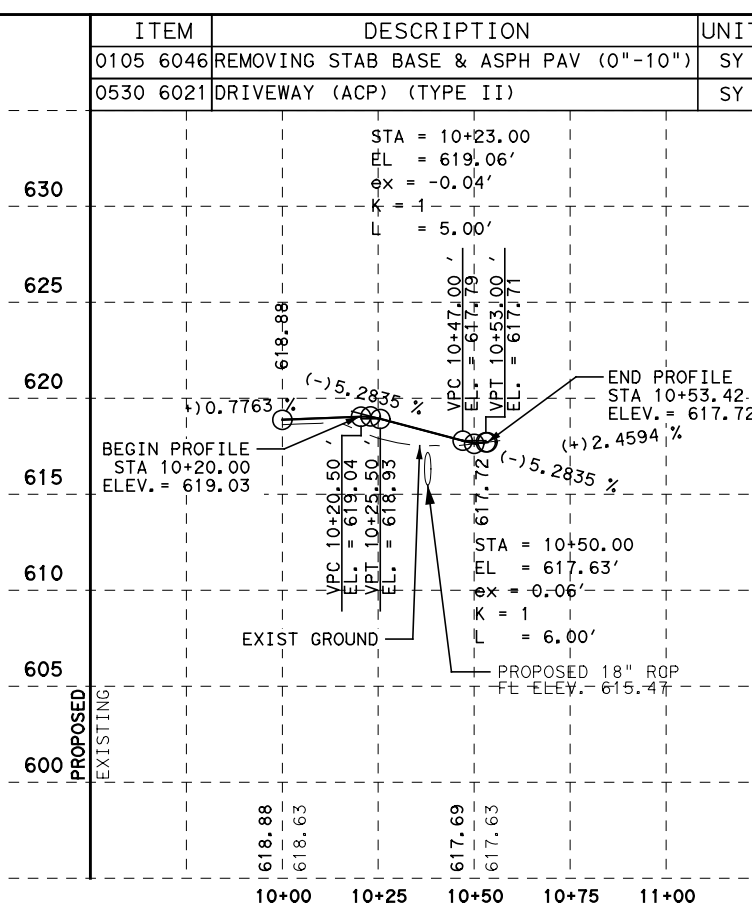 ITEM DESCRIPTION UNIT
0105 6046 REMOVING STAB BASE & ASPH PAV (0"-10") SY
0530 6021 DRIVEWAY (ACP) (TYPE II) SY
STA = 10+23.00
EL = 619.06'
ex = -0.04'
K = 1
L = 5.00'
630
625
620
615
610
605
600
618.88
+)0.7763 %
(-)5.2835 %
VPC 10+47.00 '
EL. = 617.79
VPT 10+53.00 '
EL. = 617.71
END PROFILE
STA 10+53.42
ELEV.= 617.72
BEGIN PROFILE
STA 10+20.00
ELEV.= 619.03
(+)2.4594 %
(-)5.2835 %
617.72
VPC 10+20.50 '
EL. = 619.04
VPT 10+25.50 '
EL. = 618.93
STA = 10+50.00
EL = 617.63'
ex = 0.06'
K = 1
L = 6.00'
EXIST GROUND
PROPOSED 18" RCP
FL ELEV. 615.47
PROPOSED
EXISTING
618.88
618.63
617.69
617.63
10+00 10+25 10+50 10+75 11+00